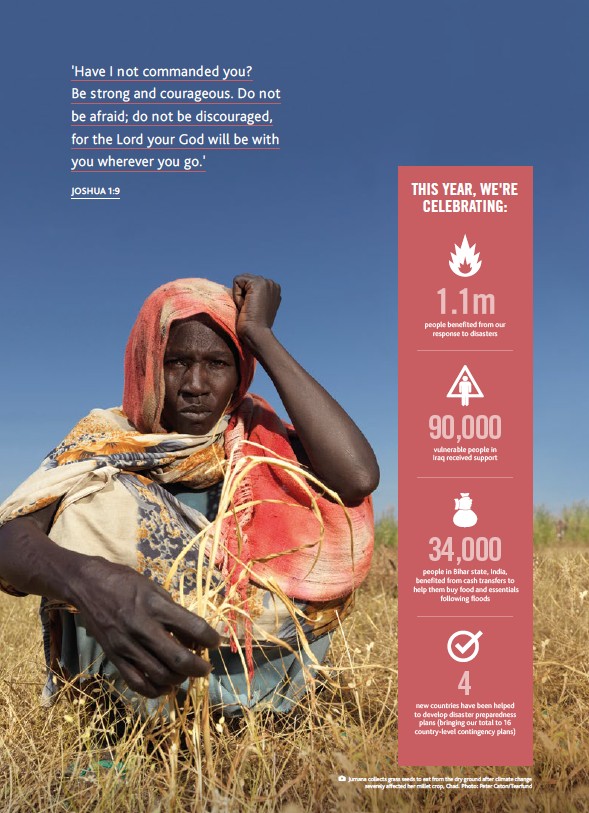 'Have I not commanded you?
Be strong and courageous. Do not
be afraid; do not be discouraged,
for the Lord your God will be with
you wherever you go.'
JOSHUA 1:9
THIS YEAR, WE'RE
CELEBRATING:
1.1m
people benefited from our
response to disasters
90,000
vulnerable people in
Iraq received support
34,000
people in Bihar state, India,
benefited from cash transfers to
help them buy food and essentials
following floods
4
new countries have been helped
to develop disaster preparedness
plans (bringing our total to 16
country-level contingency plans)
Jumana collects grass seeds to eat from the dry ground after climate change
severely affected her millet crop, Chad. Photo: Peter Caton/Tearfund